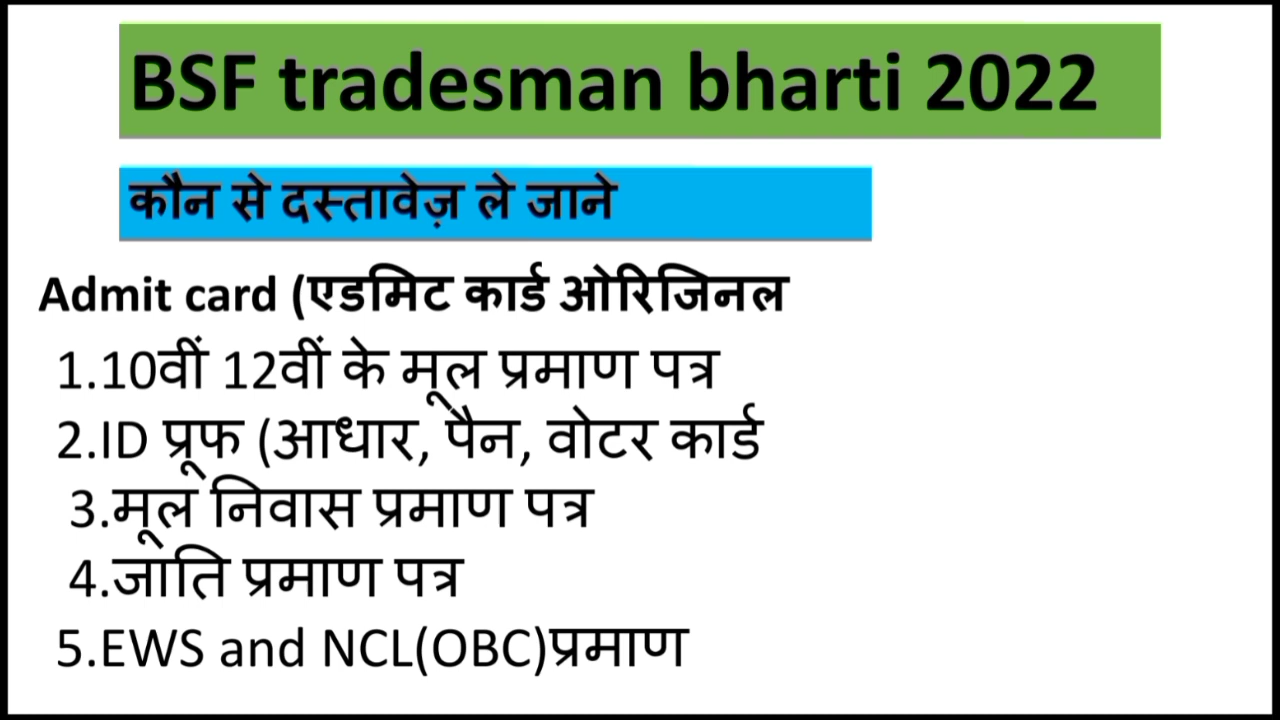 BSF tradesman bharti 2022
कौन से दस्तावेज़ ले जाने
Admit card (एडमिट कार्ड ओरिजिनल
1.10वीं 12वीं के मूल प्रमाण पत्र
2.ID प्रूफ (आधार, पैन, वोटर कार्ड
3.मूल निवास प्रमाण पत्र
4.जाति प्रमाण पत्र
5.EWS and NCL(OBC)प्रमाण